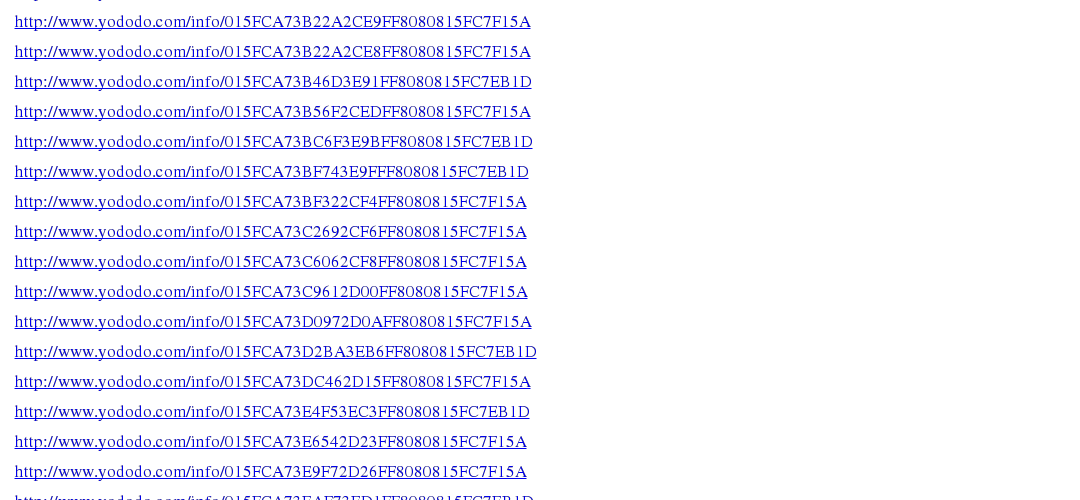 http://www.yododo.com/info/015FCA73B22A2CE9FF8080815FC7F15A
http://www.yododo.com/info/015FCA73B22A2CE8FF8080815FC7F15A
http://www.yododo.com/info/015FCA73B46D3E91FF8080815FC7EB1D
http://www.yododo.com/info/015FCA73B56F2CEDFF8080815FC7F15A
http://www.yododo.com/info/015FCA73BC6F3E9BFF8080815FC7EB1D
http://www.yododo.com/info/015FCA73BF743E9FFF8080815FC7EB1D
http://www.yododo.com/info/015FCA73BF322CF4FF8080815FC7F15A
http://www.yododo.com/info/015FCA73C2692CF6FF8080815FC7F15A
http://www.yododo.com/info/015FCA73C6062CF8FF8080815FC7F15A
http://www.yododo.com/info/015FCA73C9612D00FF8080815FC7F15A
http://www.yododo.com/info/015FCA73D0972D0AFF8080815FC7F15A
http://www.yododo.com/info/015FCA73D2BA3EB6FF8080815FC7EB1D
http://www.yododo.com/info/015FCA73DC462D15FF8080815FC7F15A
http://www.yododo.com/info/015FCA73E4F53EC3FF8080815FC7EB1D
http://www.yododo.com/info/015FCA73E6542D23FF8080815FC7F15A
http://www.yododo.com/info/015FCA73E9F72D26FF8080815FC7F15A